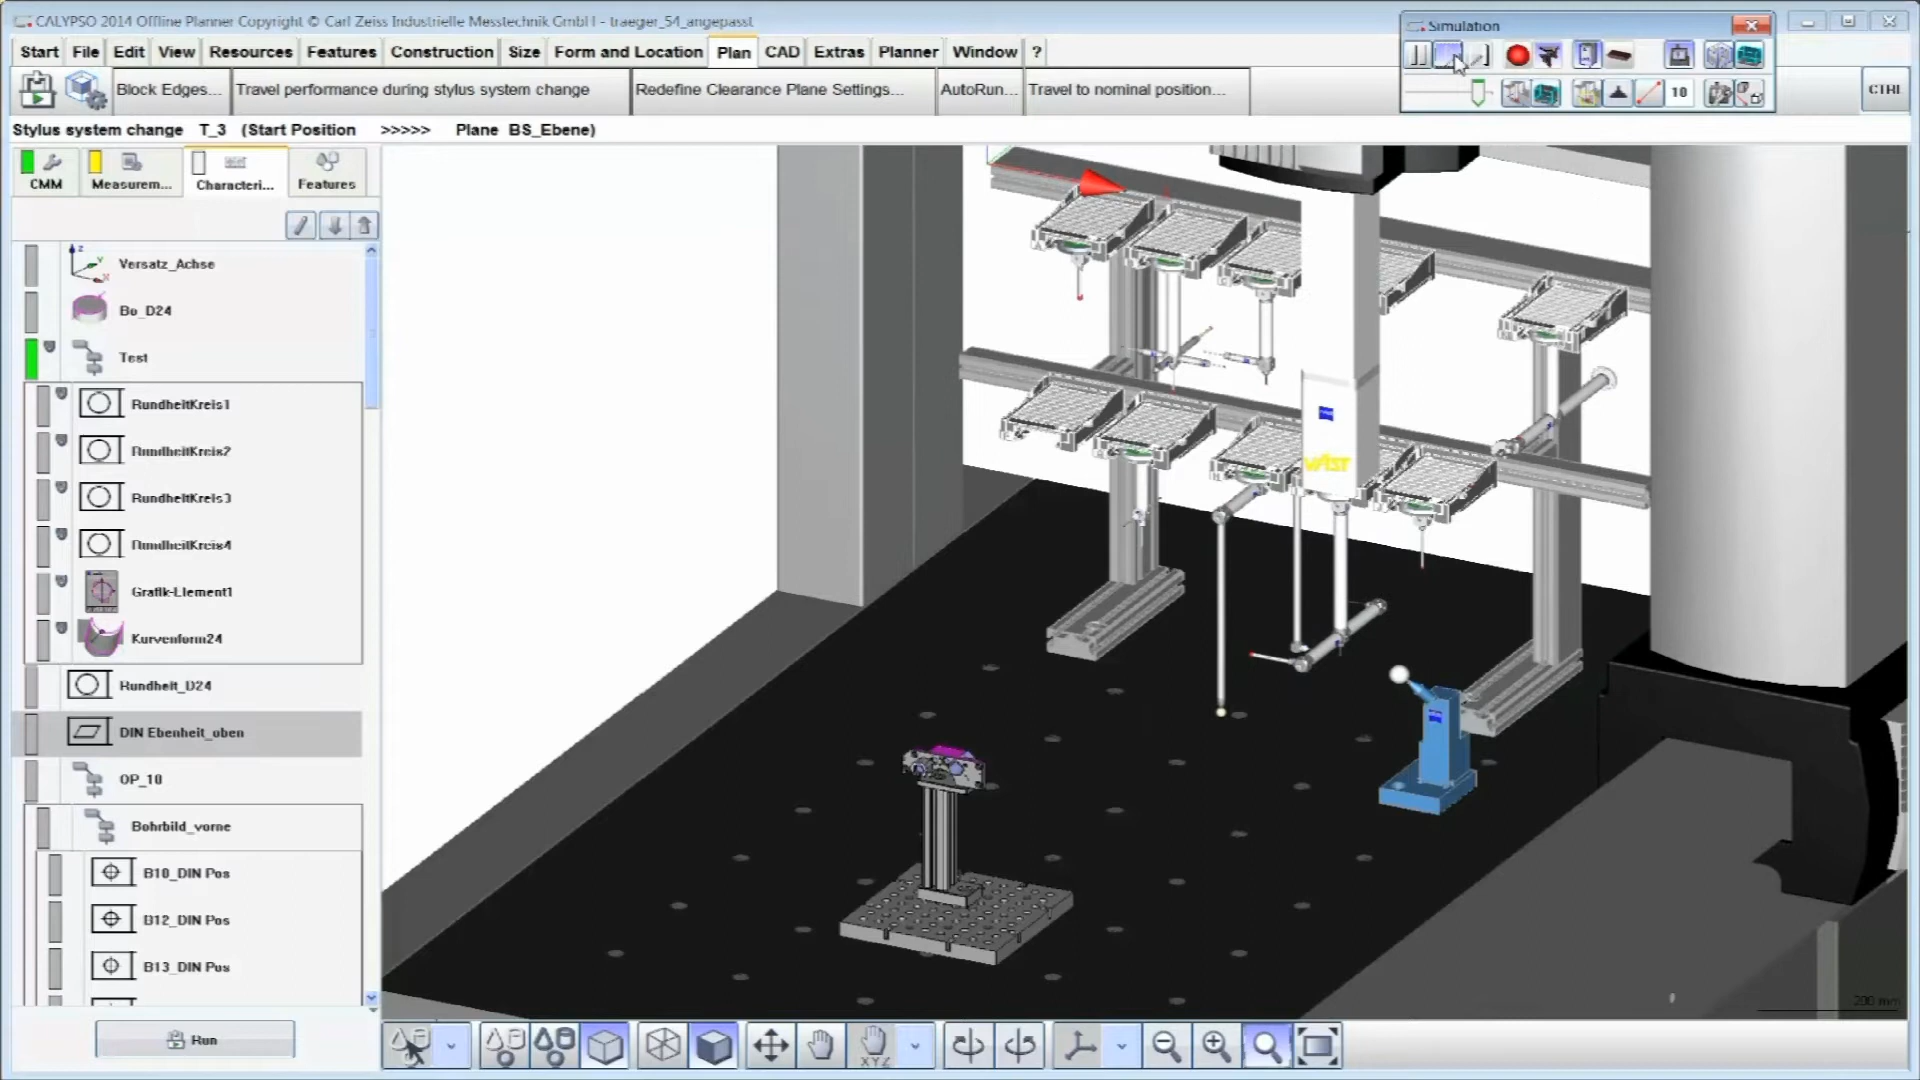 CALYPSO 2014 Offline Planner Copyright © Carl Zeiss Industrielle Messtechnik GmbH - traeger_54_angepasst
Simulation
Start File Edit View Resources Features Construction Size Form and Location Plan CAD Extras Planner Window ?
Block Edges... Travel performance during stylus system change Redefine Clearance Plane Settings... AutoRun... Travel to nominal position... 10 CTRL
Stylus system change T_3 (Start Position >>>>> Plane BS_Ebene)
CMM Measurem... Characteri... Features
Versatz_Achse
Bo_D24
Test
RundheitKreis1
RundheitKreis2
RundheitKreis3
RundheitKreis4
Grafik-Element1
Kurvenform24
Rundheit_D24
DIN Ebenheit_oben
OP_10
Bohrbild_vorne
B10_DIN Pos
B12_DIN Pos
B13_DIN Pos
Run
XYZ
200 mm